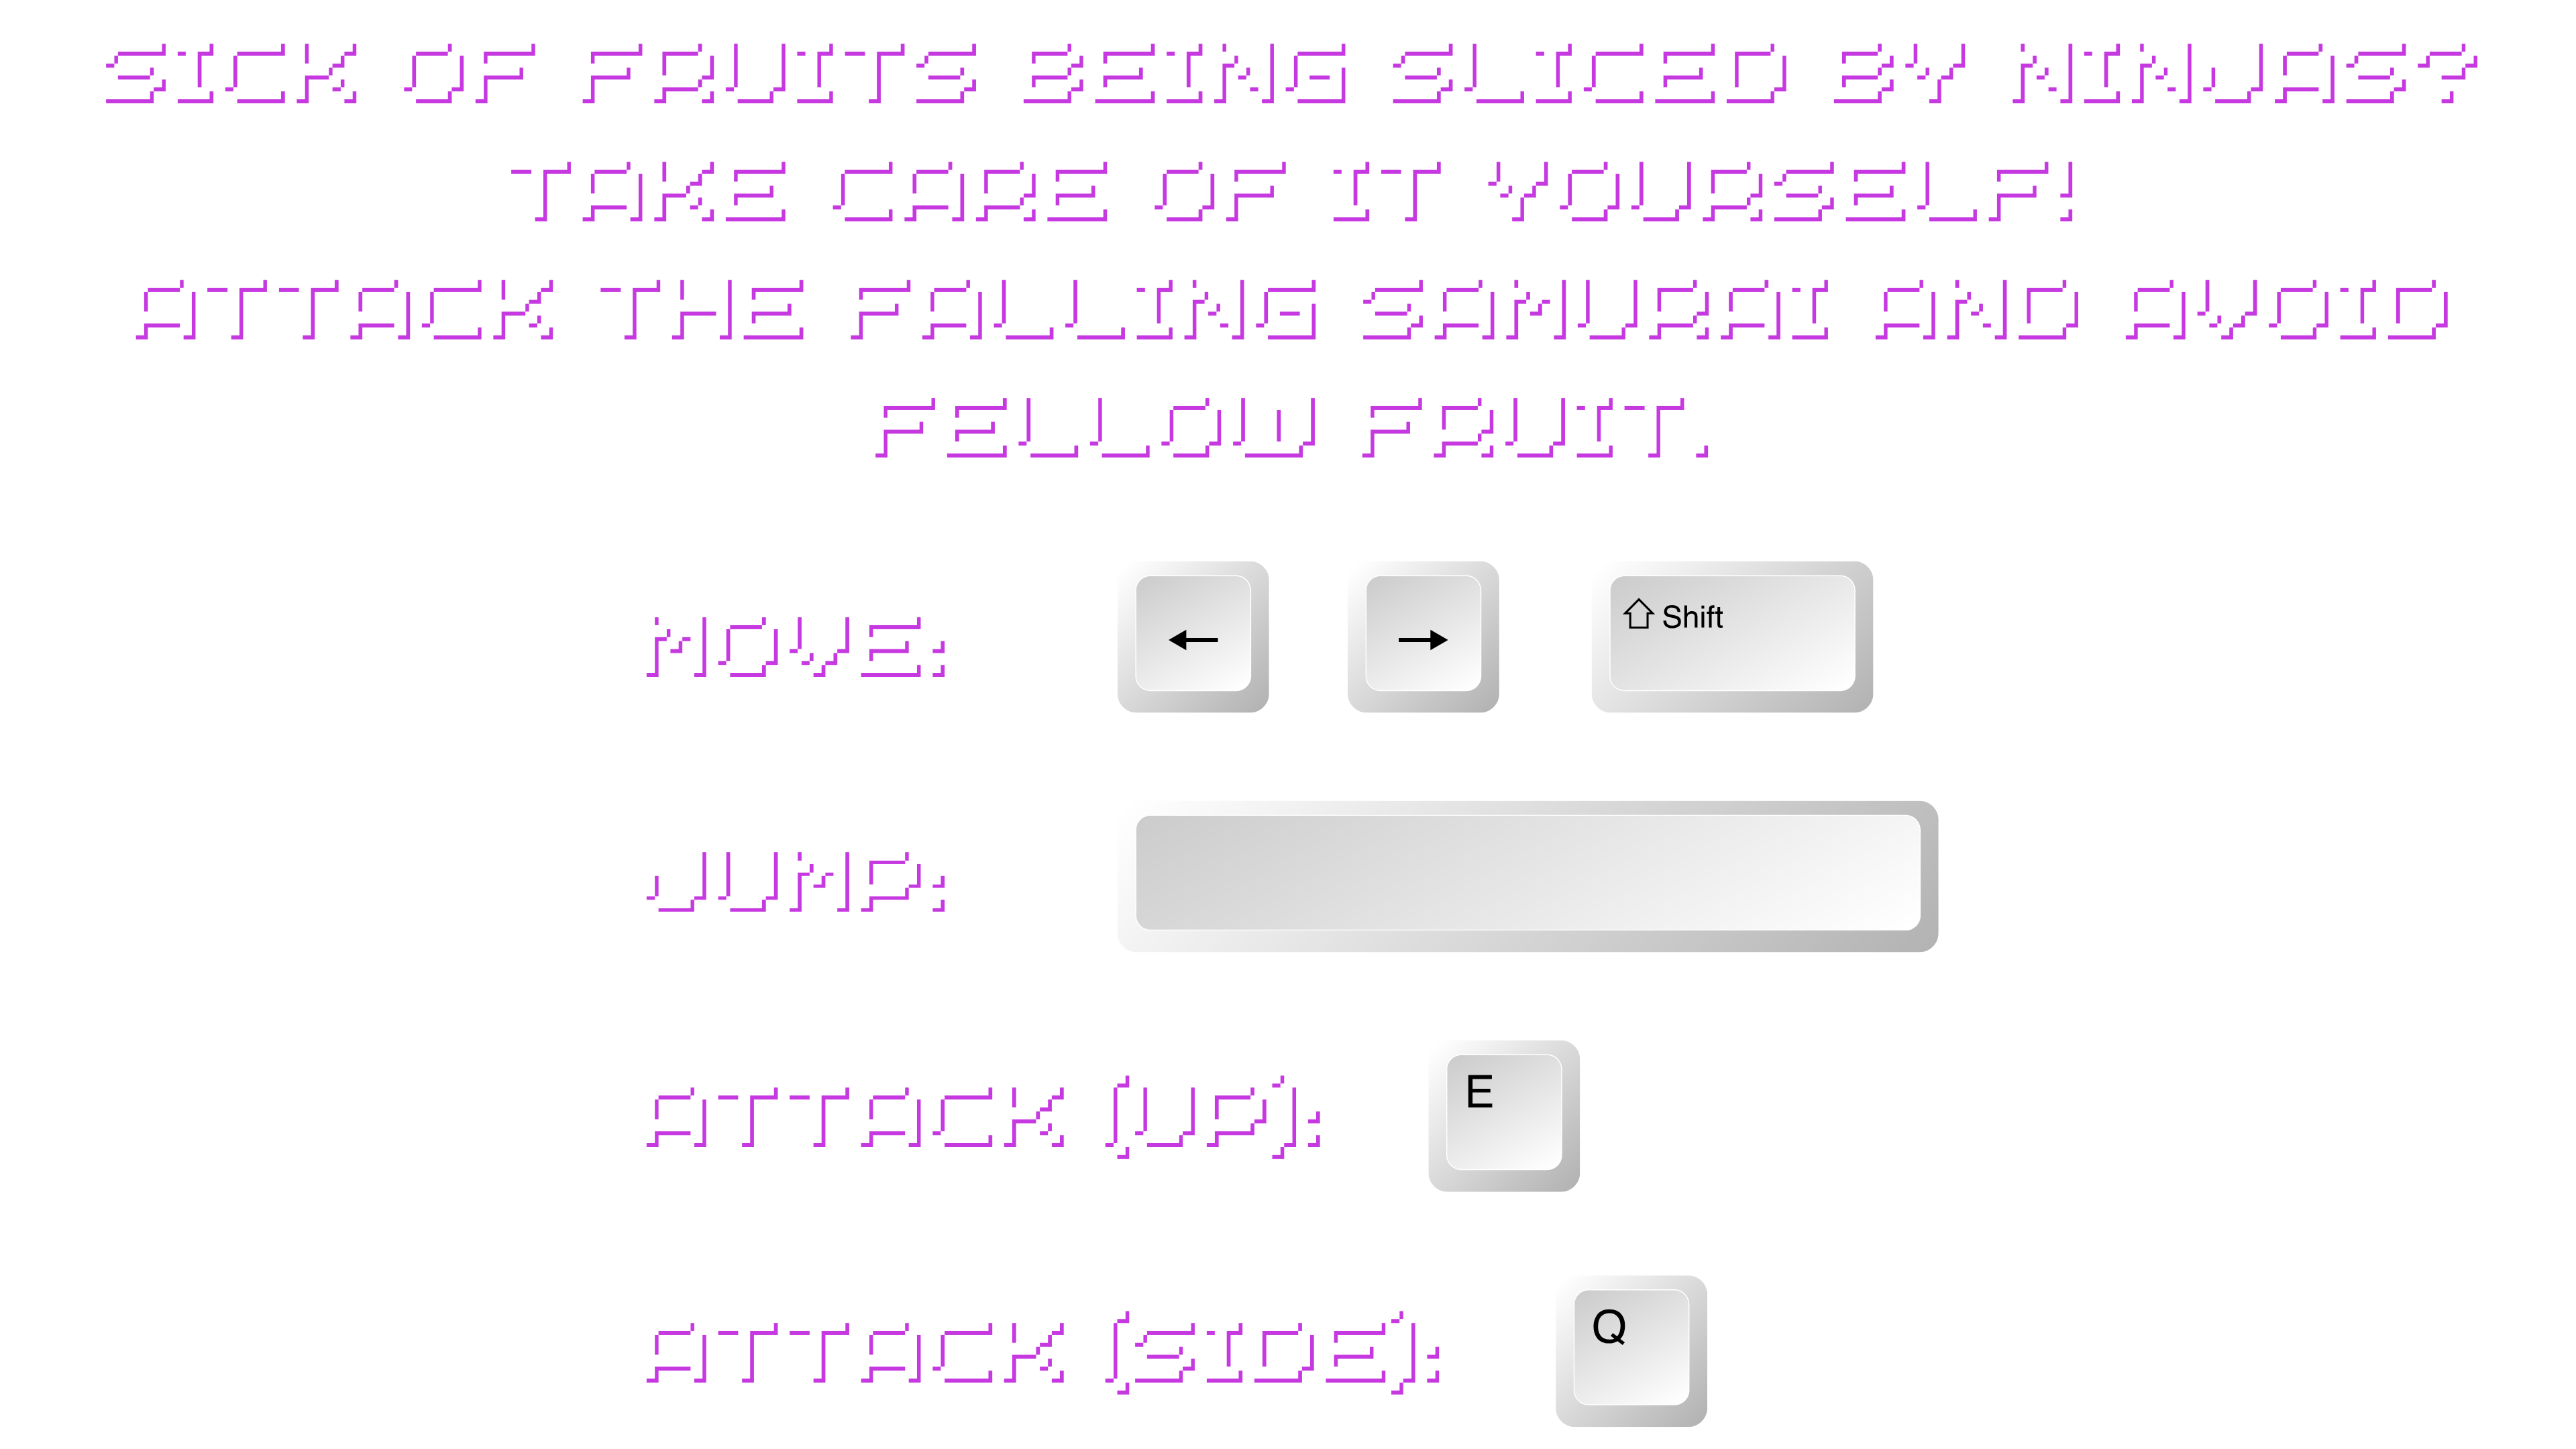 SICK OF FRUITS BEING SLICED BY NINJAS?
TAKE CARE OF IT YOURSELF!
ATTACK THE FALLING SAMURAI AND AVOID
FELLOW FRUIT.
MOVE: ← → ⇧ Shift
JUMP:
ATTACK (UP): E
ATTACK (SIDE): Q